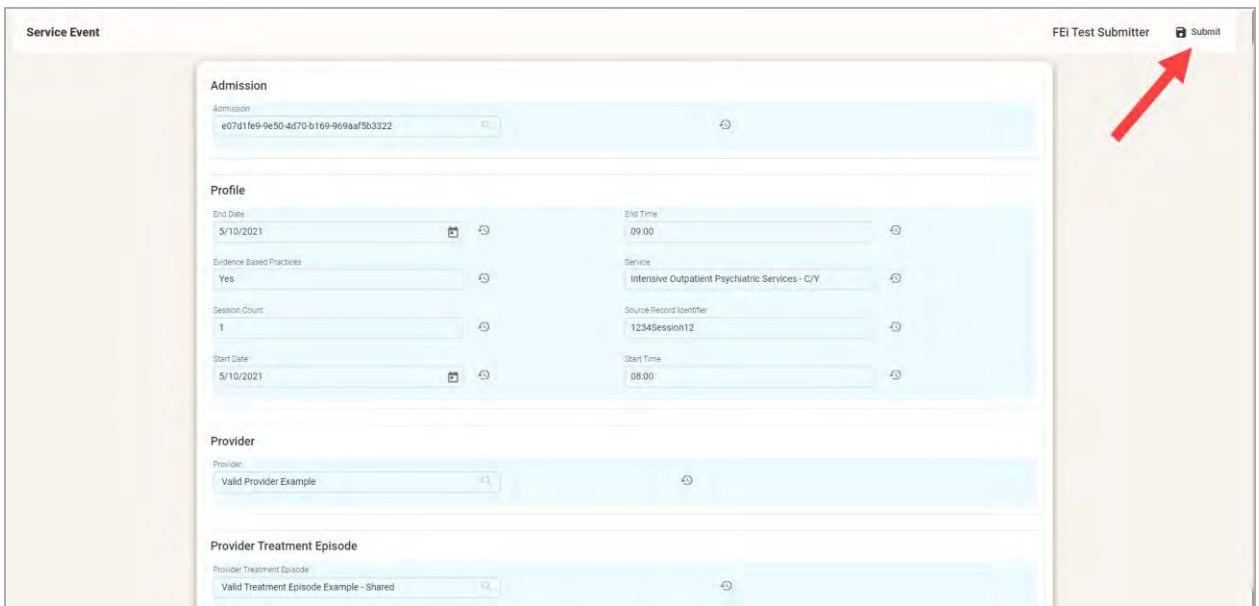 Service Event
FEi Test Submitter
Submit
Admission
Admission
e07d1fe9-9e50-4d70-b169-969aaf5b3322
Profile
End Date
End Time
5/10/2021
09:00
Evidence Based Practices
Service
Yes
Intensive Outpatient Psychiatric Services - C/Y
Session Count
Source Record Identifier
1
1234Session12
Start Date
Start Time
5/10/2021
08:00
Provider
Provider
Valid Provider Example
Provider Treatment Episode
Provider Treatment Episode
Valid Treatment Episode Example - Shared